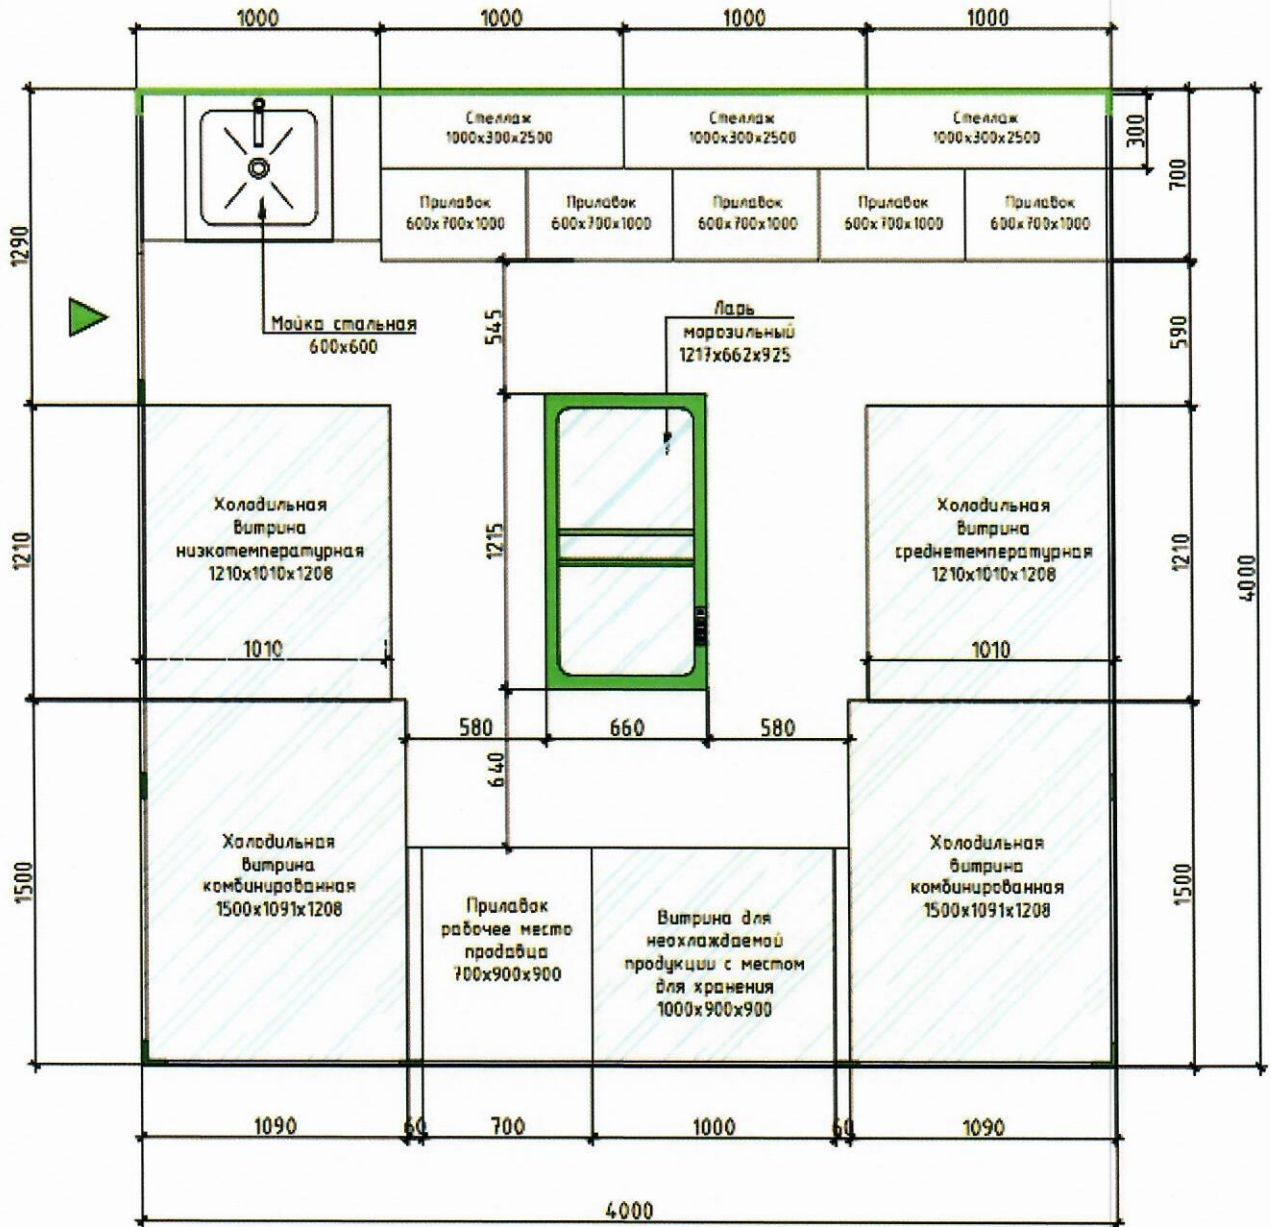 1000
1000
1000
1000
Стеллаж
1000х300х2500
Стеллаж
1000х300х2500
Стеллаж
1000х300х2500
300
700
Прилавок
600х700х1000
Прилавок
600х700х1000
Прилавок
600х700х1000
Прилавок
600х700х1000
Прилавок
600х700х1000
1290
Мойка стальная
600х600
545
Ларь
морозильный
1217х662х925
590
4000
Холодильная
витрина
низкотемпературная
1210х1010х1208
1210
1010
1215
Холодильная
витрина
среднетемпературная
1210х1010х1208
1010
1210
580
660
580
640
1500
Холодильная
витрина
комбинированная
1500х1091х1208
Прилавок
рабочее место
продавца
700х900х900
Витрина для
неохлаждаемой
продукции с местом
для хранения
1000х900х900
Холодильная
витрина
комбинированная
1500х1091х1208
1500
1090
60
700
1000
60
1090
4000